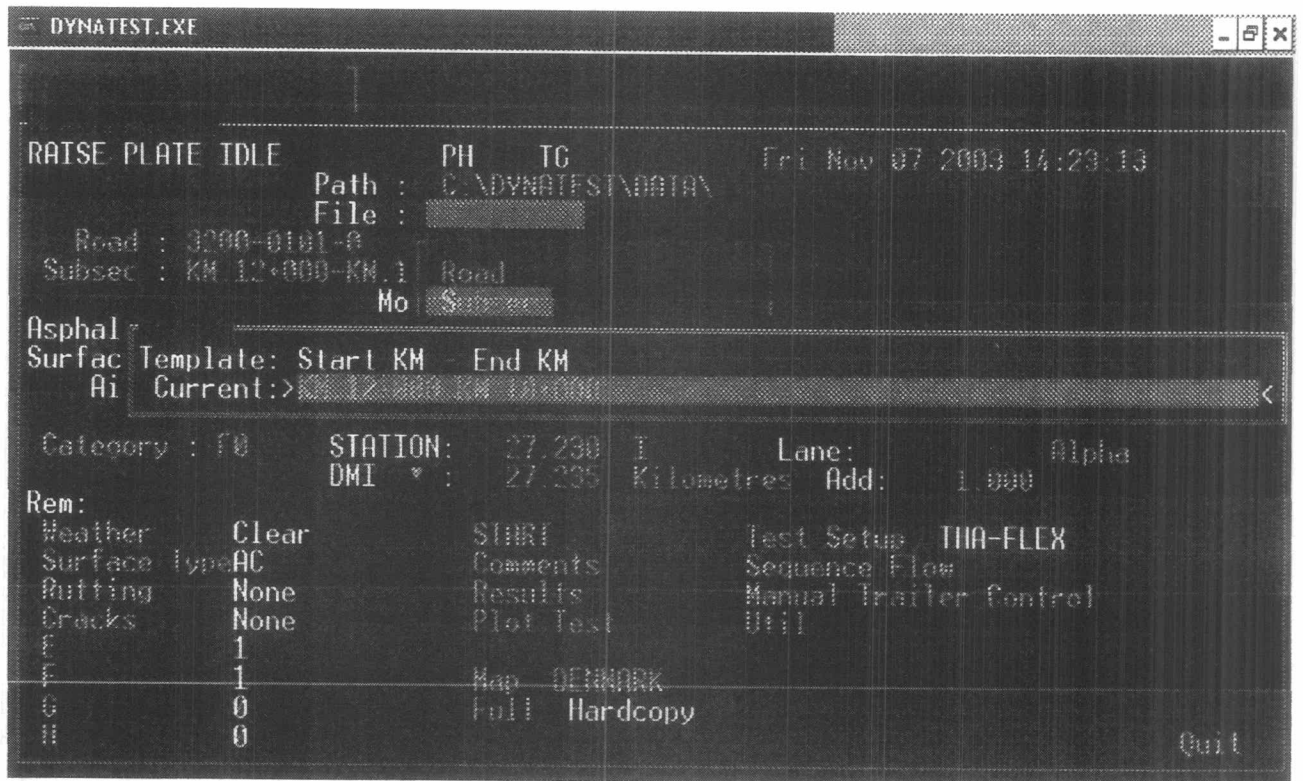 DYNATEST.EXE
RAISE PLATE IDLE PH TG Fri Nov 07 2003 14:23:13
Path : C:\DYNATEST\DATA\
File :
Road : 3200-0101-A
Subsec : KM 12+000-KM.1 Road
Mo Subsec
Asphal
Surfac Template: Start KM - End KM
Ai Current:> <
Category : F0 STATION: 27.230 I Lane: Alpha
DMI : 27.235 Kilometres Add: 1.000
Rem:
Weather Clear START Test Setup THA-FLEX
Surface Type AC Comments Sequence Flow
Rutting None Results Manual Trailer Control
Cracks None Plot Test Util
E 1
F 1 Map DENMARK
G 0 Full Hardcopy
H 0 Quit